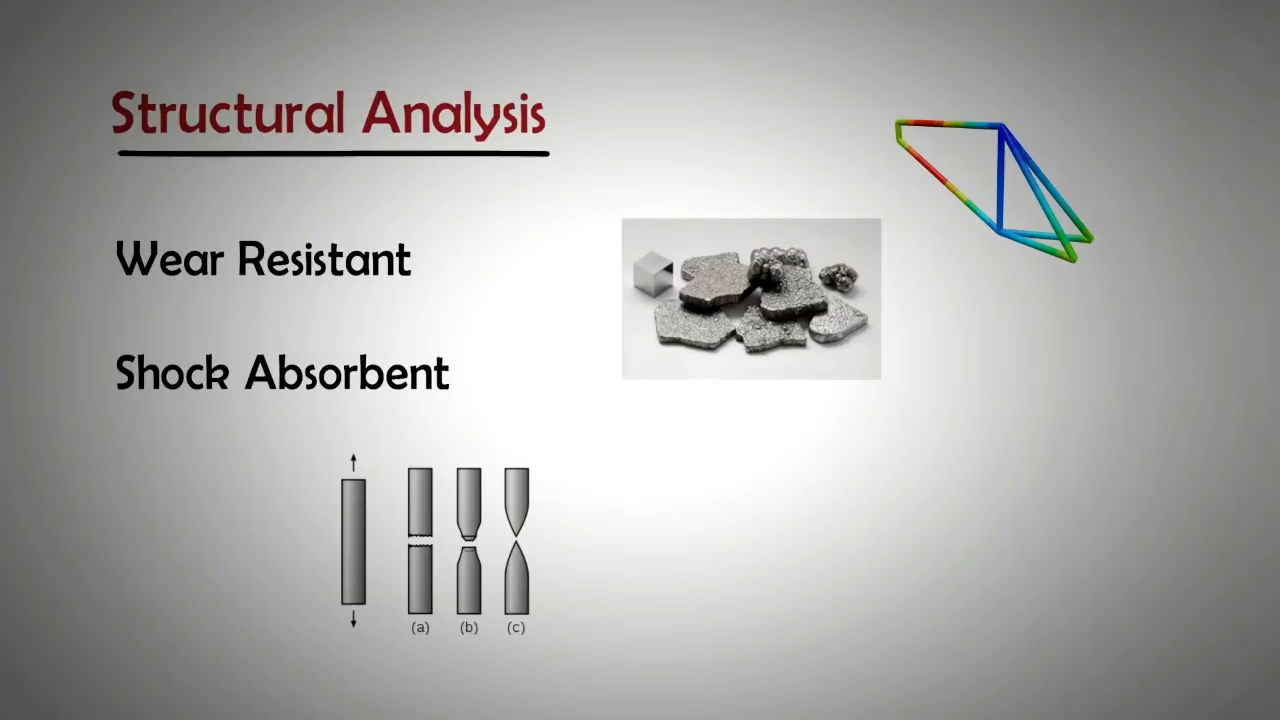 Structural Analysis
Wear Resistant
Shock Absorbent
(a) (b) (c)